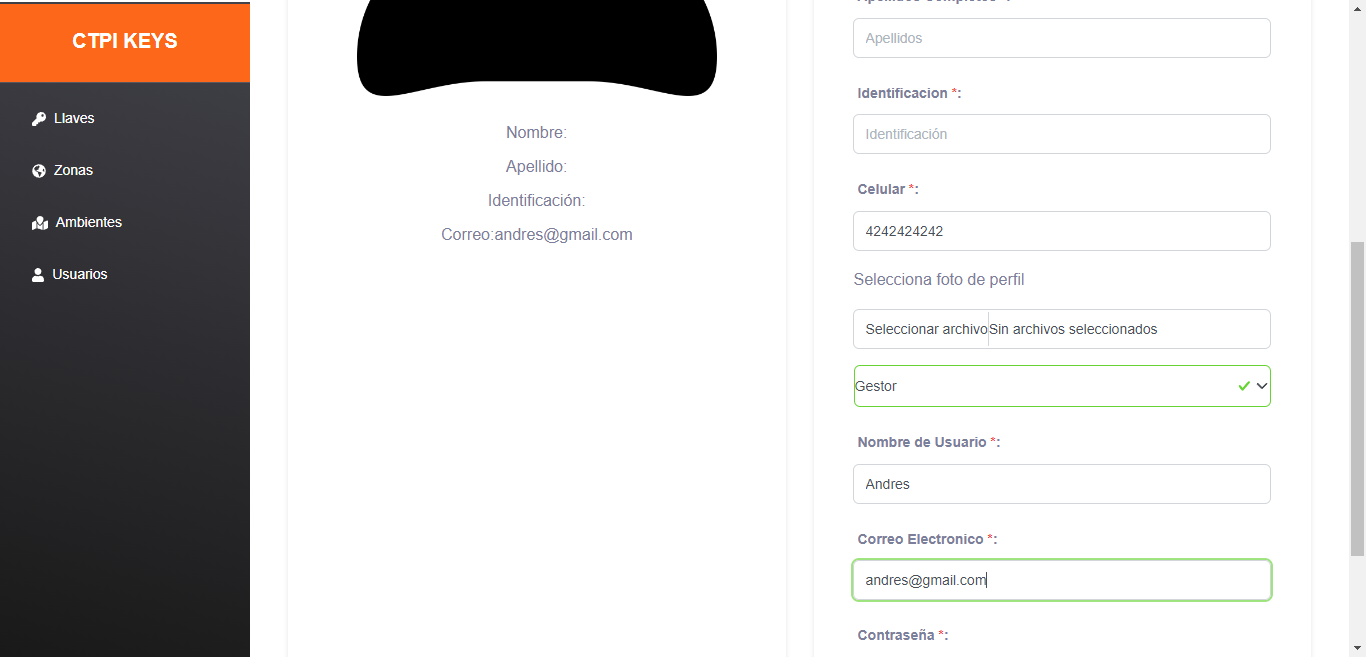 CTPI KEYS
Llaves
Zonas
Ambientes
Usuarios
Nombre:
Apellido:
Identificación:
Correo:andres@gmail.com
Apellidos
Identificacion *:
Identificación
Celular *:
4242424242
Selecciona foto de perfil
Seleccionar archivo Sin archivos seleccionados
Gestor
Nombre de Usuario *:
Andres
Correo Electronico *:
andres@gmail.com
Contraseña *: